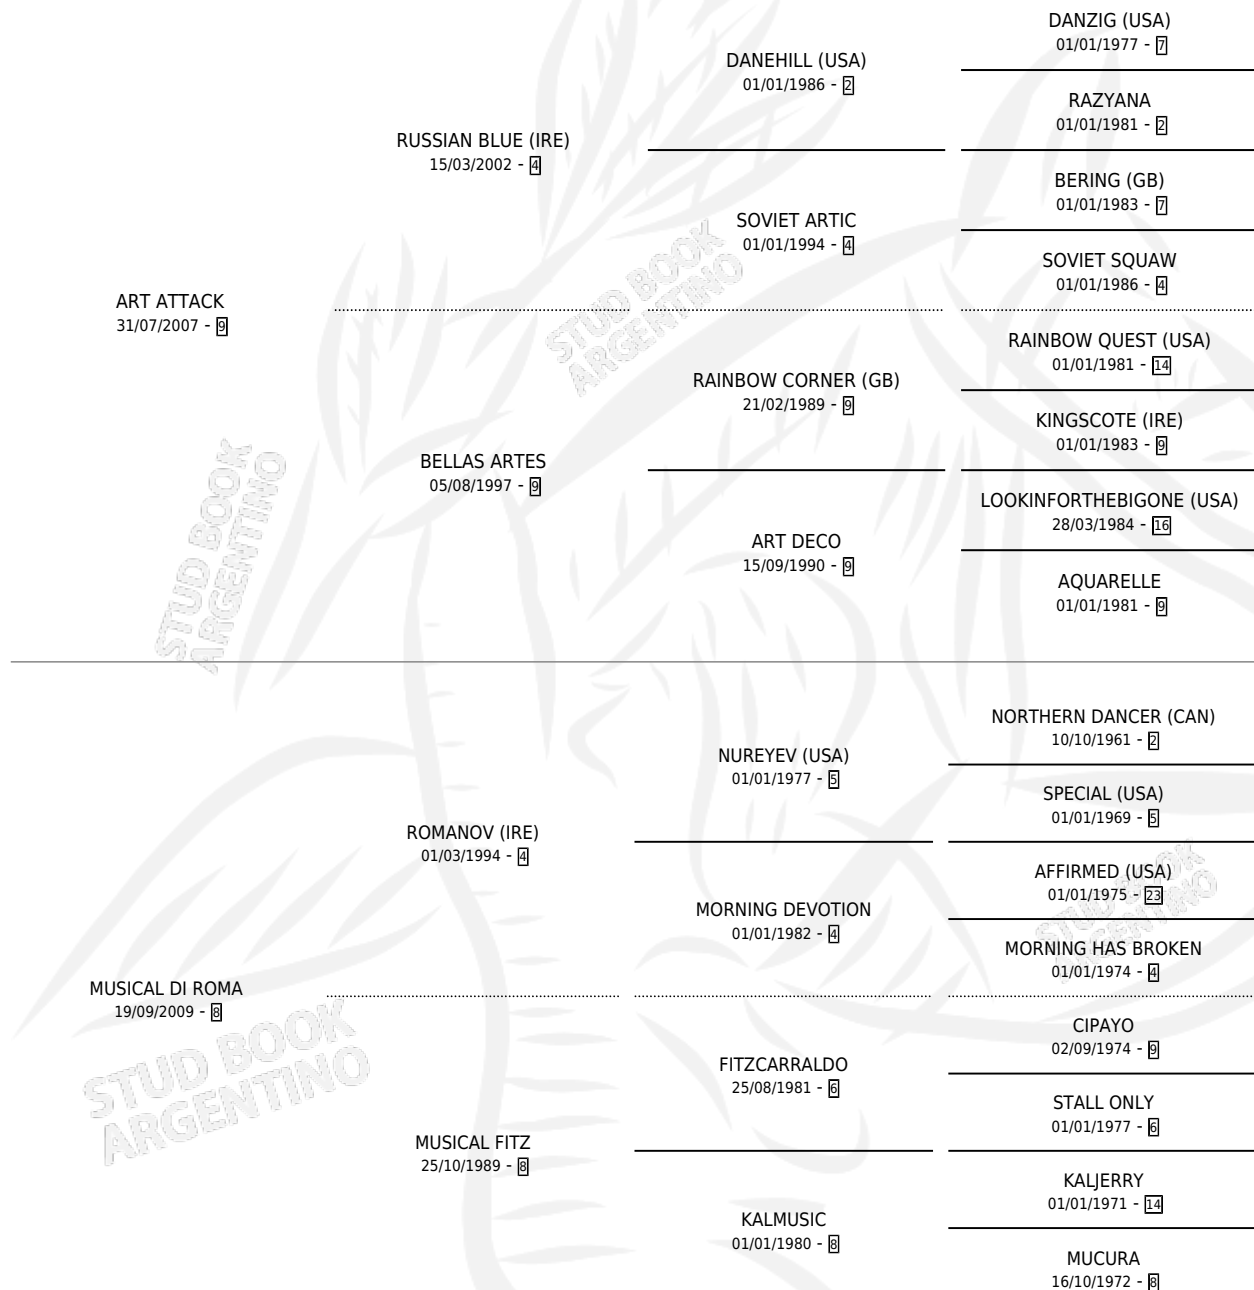 DANZIG (USA)
01/01/1977 - 7
DANEHILL (USA)
01/01/1986 - 2
RAZYANA
01/01/1981 - 2
RUSSIAN BLUE (IRE)
15/03/2002 - 4
BERING (GB)
01/01/1983 - 7
SOVIET ARTIC
01/01/1994 - 4
SOVIET SQUAW
01/01/1986 - 4
ART ATTACK
31/07/2007 - 9
RAINBOW QUEST (USA)
01/01/1981 - 14
RAINBOW CORNER (GB)
21/02/1989 - 9
KINGSCOTE (IRE)
01/01/1983 - 9
BELLAS ARTES
05/08/1997 - 9
LOOKINFORTHEBIGONE (USA)
28/03/1984 - 16
ART DECO
15/09/1990 - 9
AQUARELLE
01/01/1981 - 9
NORTHERN DANCER (CAN)
10/10/1961 - 2
NUREYEV (USA)
01/01/1977 - 5
SPECIAL (USA)
01/01/1969 - 5
ROMANOV (IRE)
01/03/1994 - 4
AFFIRMED (USA)
01/01/1975 - 23
MORNING DEVOTION
01/01/1982 - 4
MORNING HAS BROKEN
01/01/1974 - 4
MUSICAL DI ROMA
19/09/2009 - 8
CIPAYO
02/09/1974 - 9
FITZCARRALDO
25/08/1981 - 6
STALL ONLY
01/01/1977 - 6
MUSICAL FITZ
25/10/1989 - 8
KALJERRY
01/01/1971 - 14
KALMUSIC
01/01/1980 - 8
MUCURA
16/10/1972 - 8
STUD BOOK
ARGENTINO
STUD BOOK
ARGENTINO
STUD BOOK
ARGENTINO
STUD BOOK
ARGENTINO